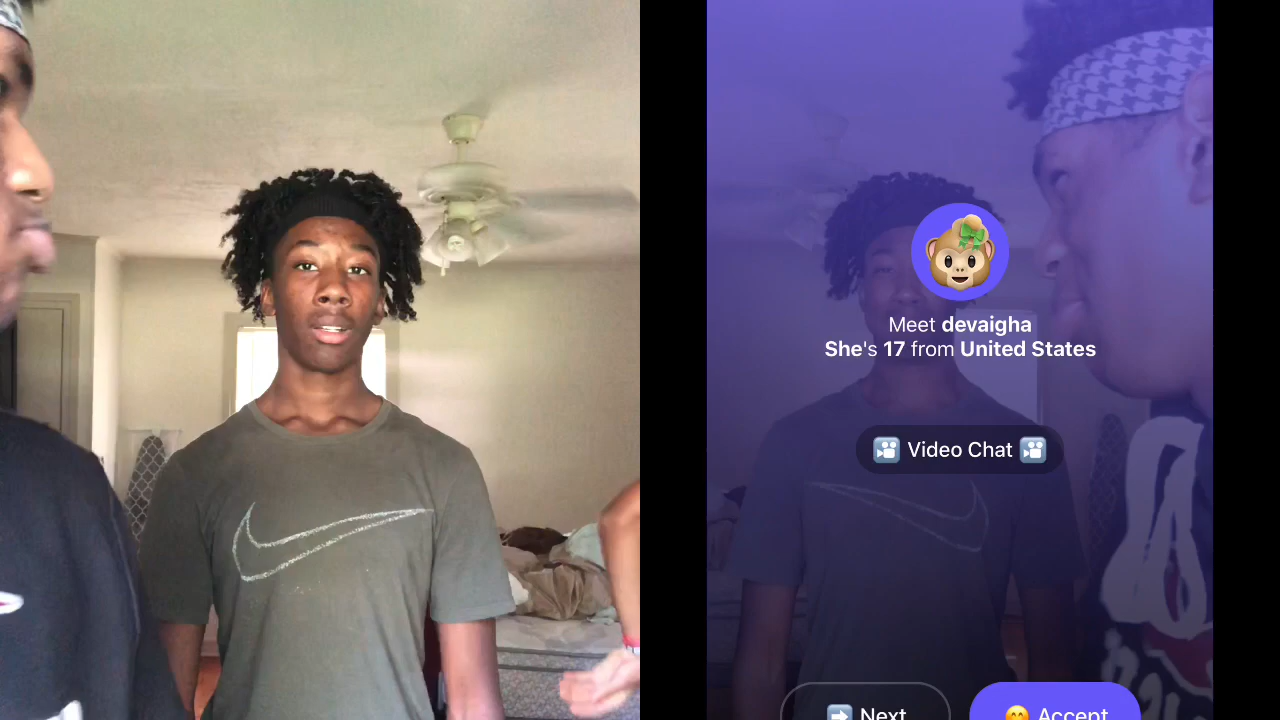 Meet devaigha
She's 17 from United States
Video Chat
Next
Accept